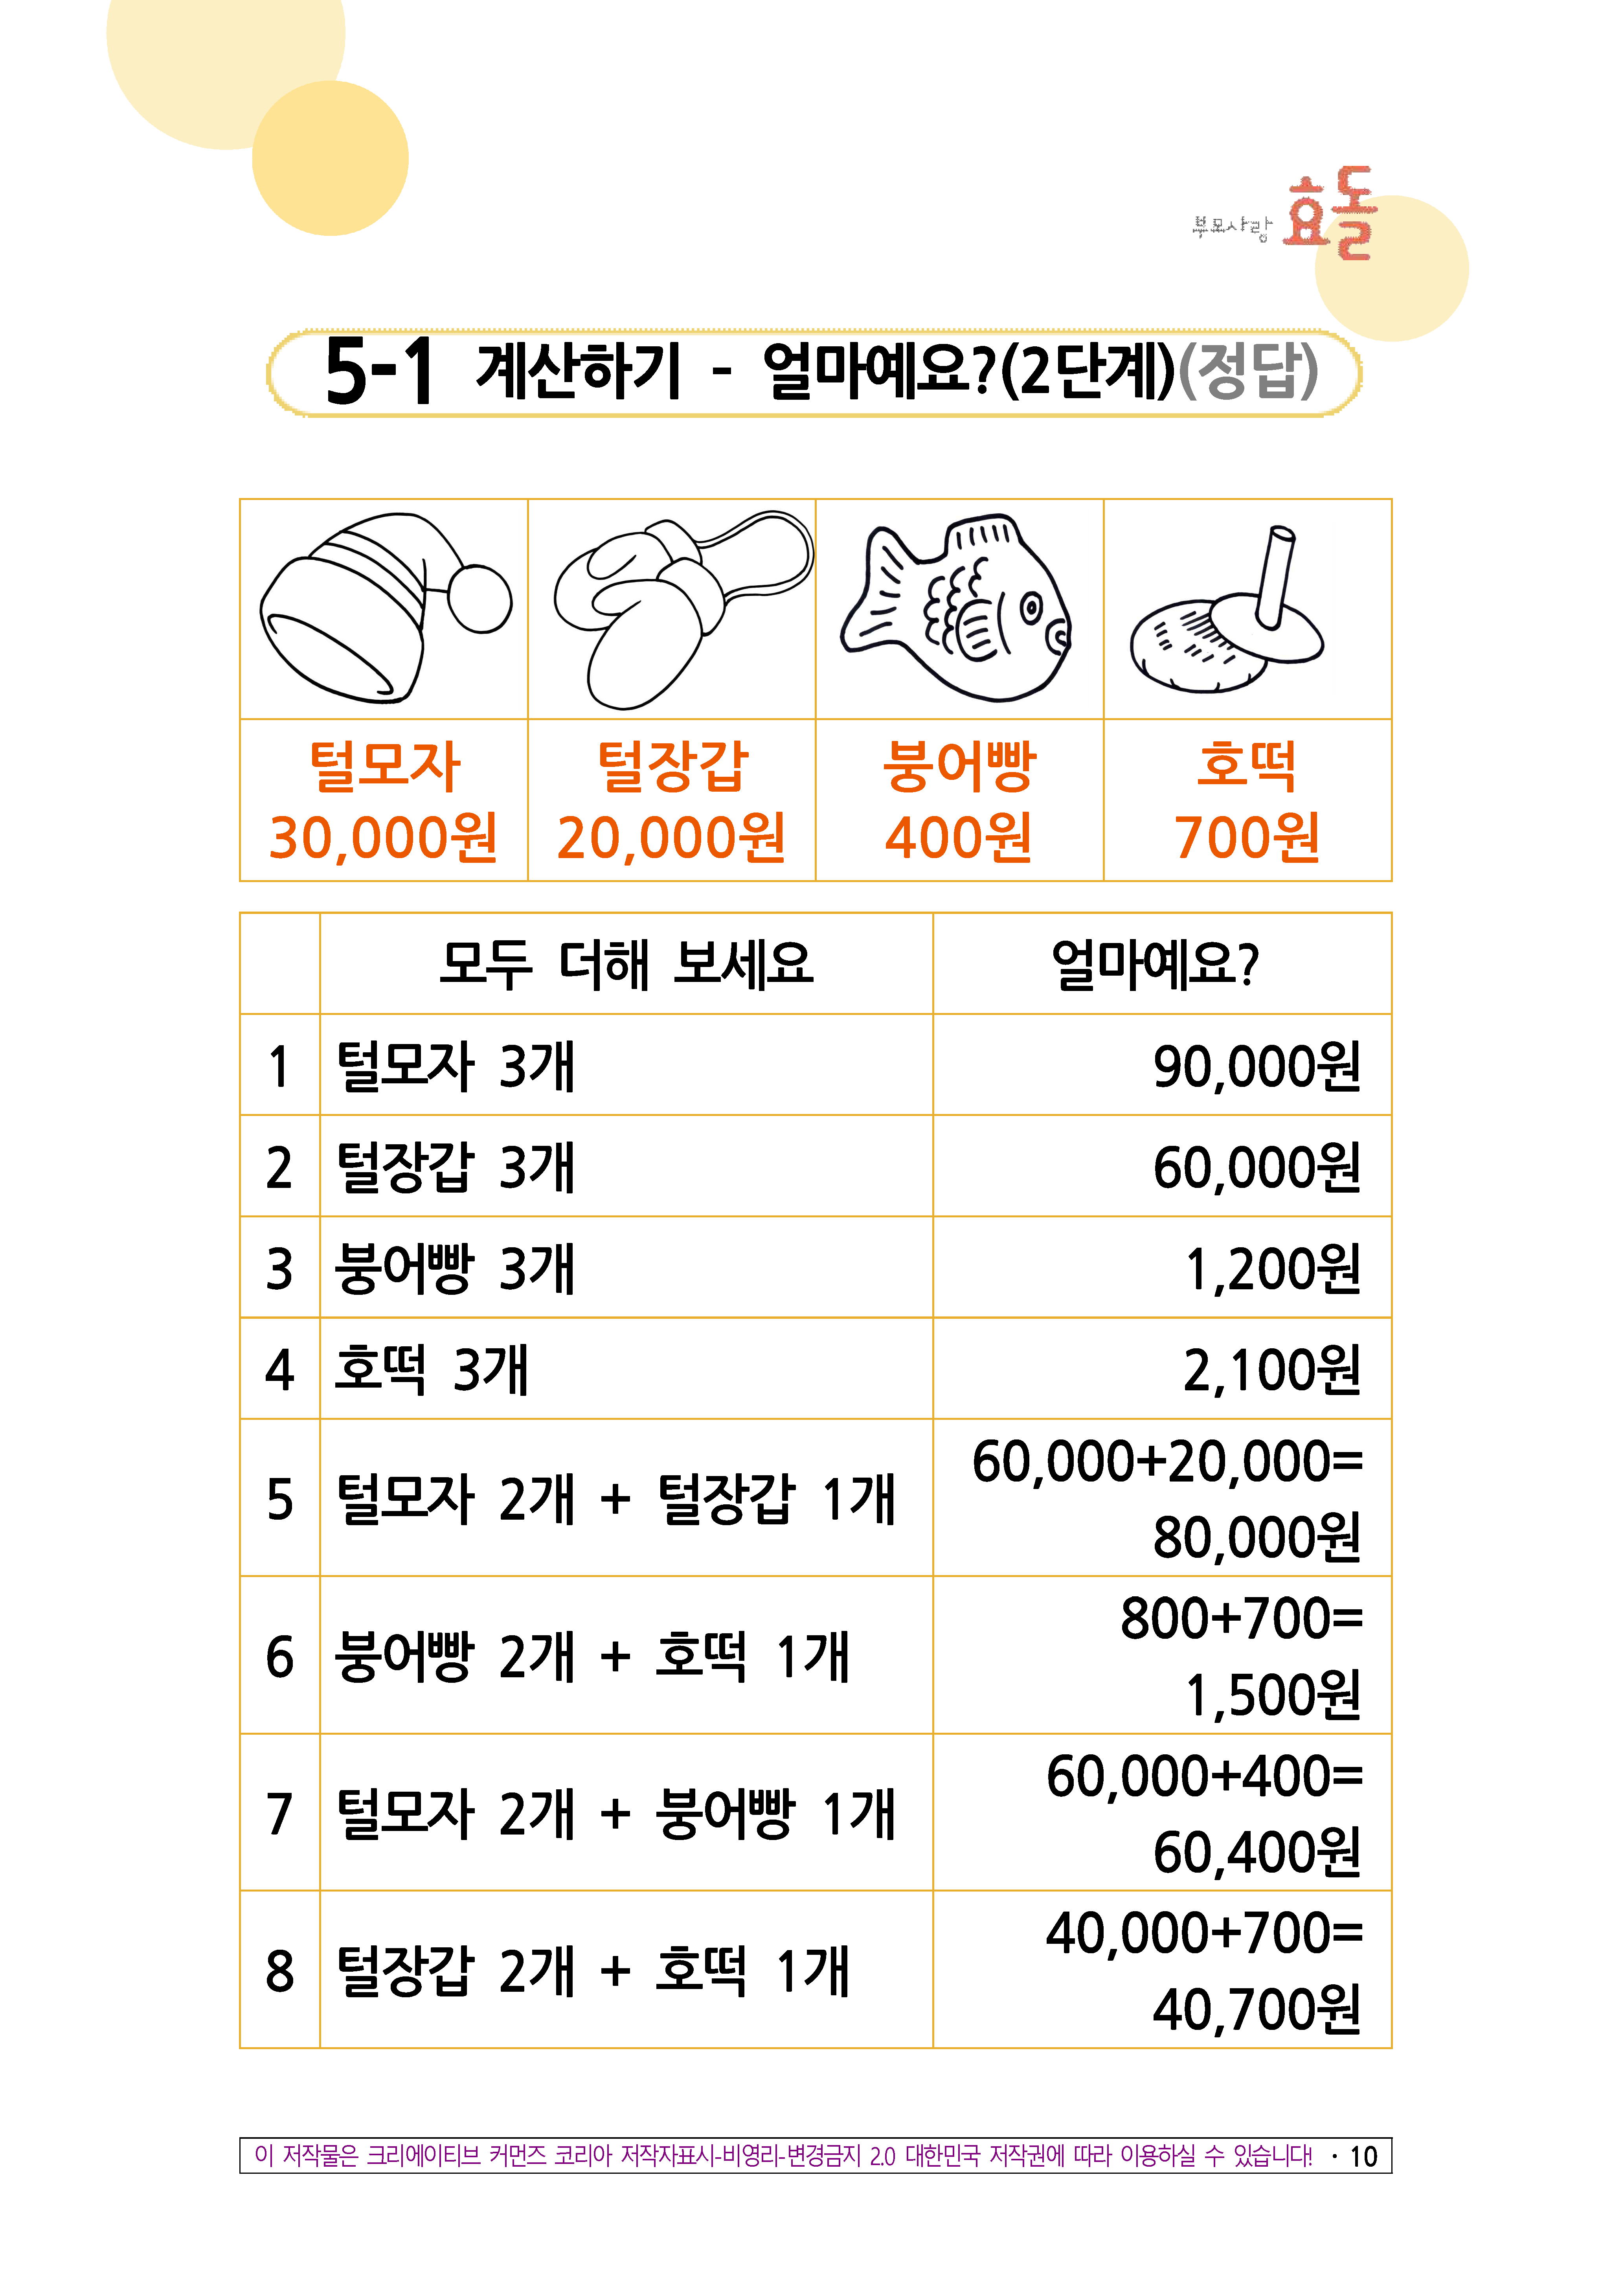 부모사랑 효돌
5-1 계산하기 - 얼마예요?(2단계)(정답)
털모자 털장갑 붕어빵 호떡
30,000원 20,000원 400원 700원
모두 더해 보세요 얼마예요?
1 털모자 3개 90,000원
2 털장갑 3개 60,000원
3 붕어빵 3개 1,200원
4 호떡 3개 2,100원
5 털모자 2개 + 털장갑 1개 60,000+20,000=
80,000원
6 붕어빵 2개 + 호떡 1개 800+700=
1,500원
7 털모자 2개 + 붕어빵 1개 60,000+400=
60,400원
8 털장갑 2개 + 호떡 1개 40,000+700=
40,700원
이 저작물은 크리에이티브 커먼즈 코리아 저작자표시-비영리-변경금지 2.0 대한민국 저작권에 따라 이용하실 수 있습니다! · 10